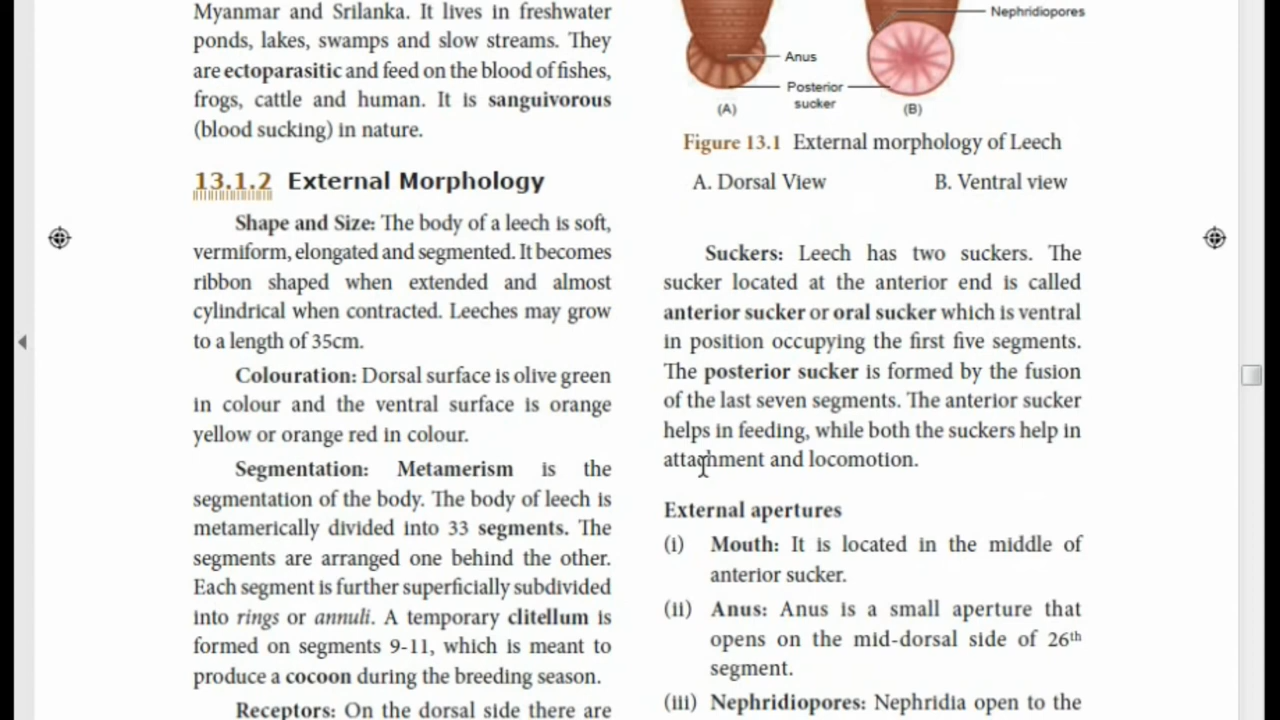 Myanmar and Srilanka. It lives in freshwater
ponds, lakes, swamps and slow streams. They
are ectoparasitic and feed on the blood of fishes,
frogs, cattle and human. It is sanguivorous
(blood sucking) in nature.
13.1.2 External Morphology
Shape and Size: The body of a leech is soft,
vermiform, elongated and segmented. It becomes
ribbon shaped when extended and almost
cylindrical when contracted. Leeches may grow
to a length of 35cm.
Colouration: Dorsal surface is olive green
in colour and the ventral surface is orange
yellow or orange red in colour.
Segmentation: Metamerism is the
segmentation of the body. The body of leech is
metamerically divided into 33 segments. The
segments are arranged one behind the other.
Each segment is further superficially subdivided
into rings or annuli. A temporary clitellum is
formed on segments 9-11, which is meant to
produce a cocoon during the breeding season.
Receptors: On the dorsal side there are
Nephridiopores
Anus
Posterior
sucker
(A)
(B)
Figure 13.1 External morphology of Leech
A. Dorsal View B. Ventral view
Suckers: Leech has two suckers. The
sucker located at the anterior end is called
anterior sucker or oral sucker which is ventral
in position occupying the first five segments.
The posterior sucker is formed by the fusion
of the last seven segments. The anterior sucker
helps in feeding, while both the suckers help in
attachment and locomotion.
External apertures
(i) Mouth: It is located in the middle of
anterior sucker.
(ii) Anus: Anus is a small aperture that
opens on the mid-dorsal side of 26th
segment.
(iii) Nephridiopores: Nephridia open to the